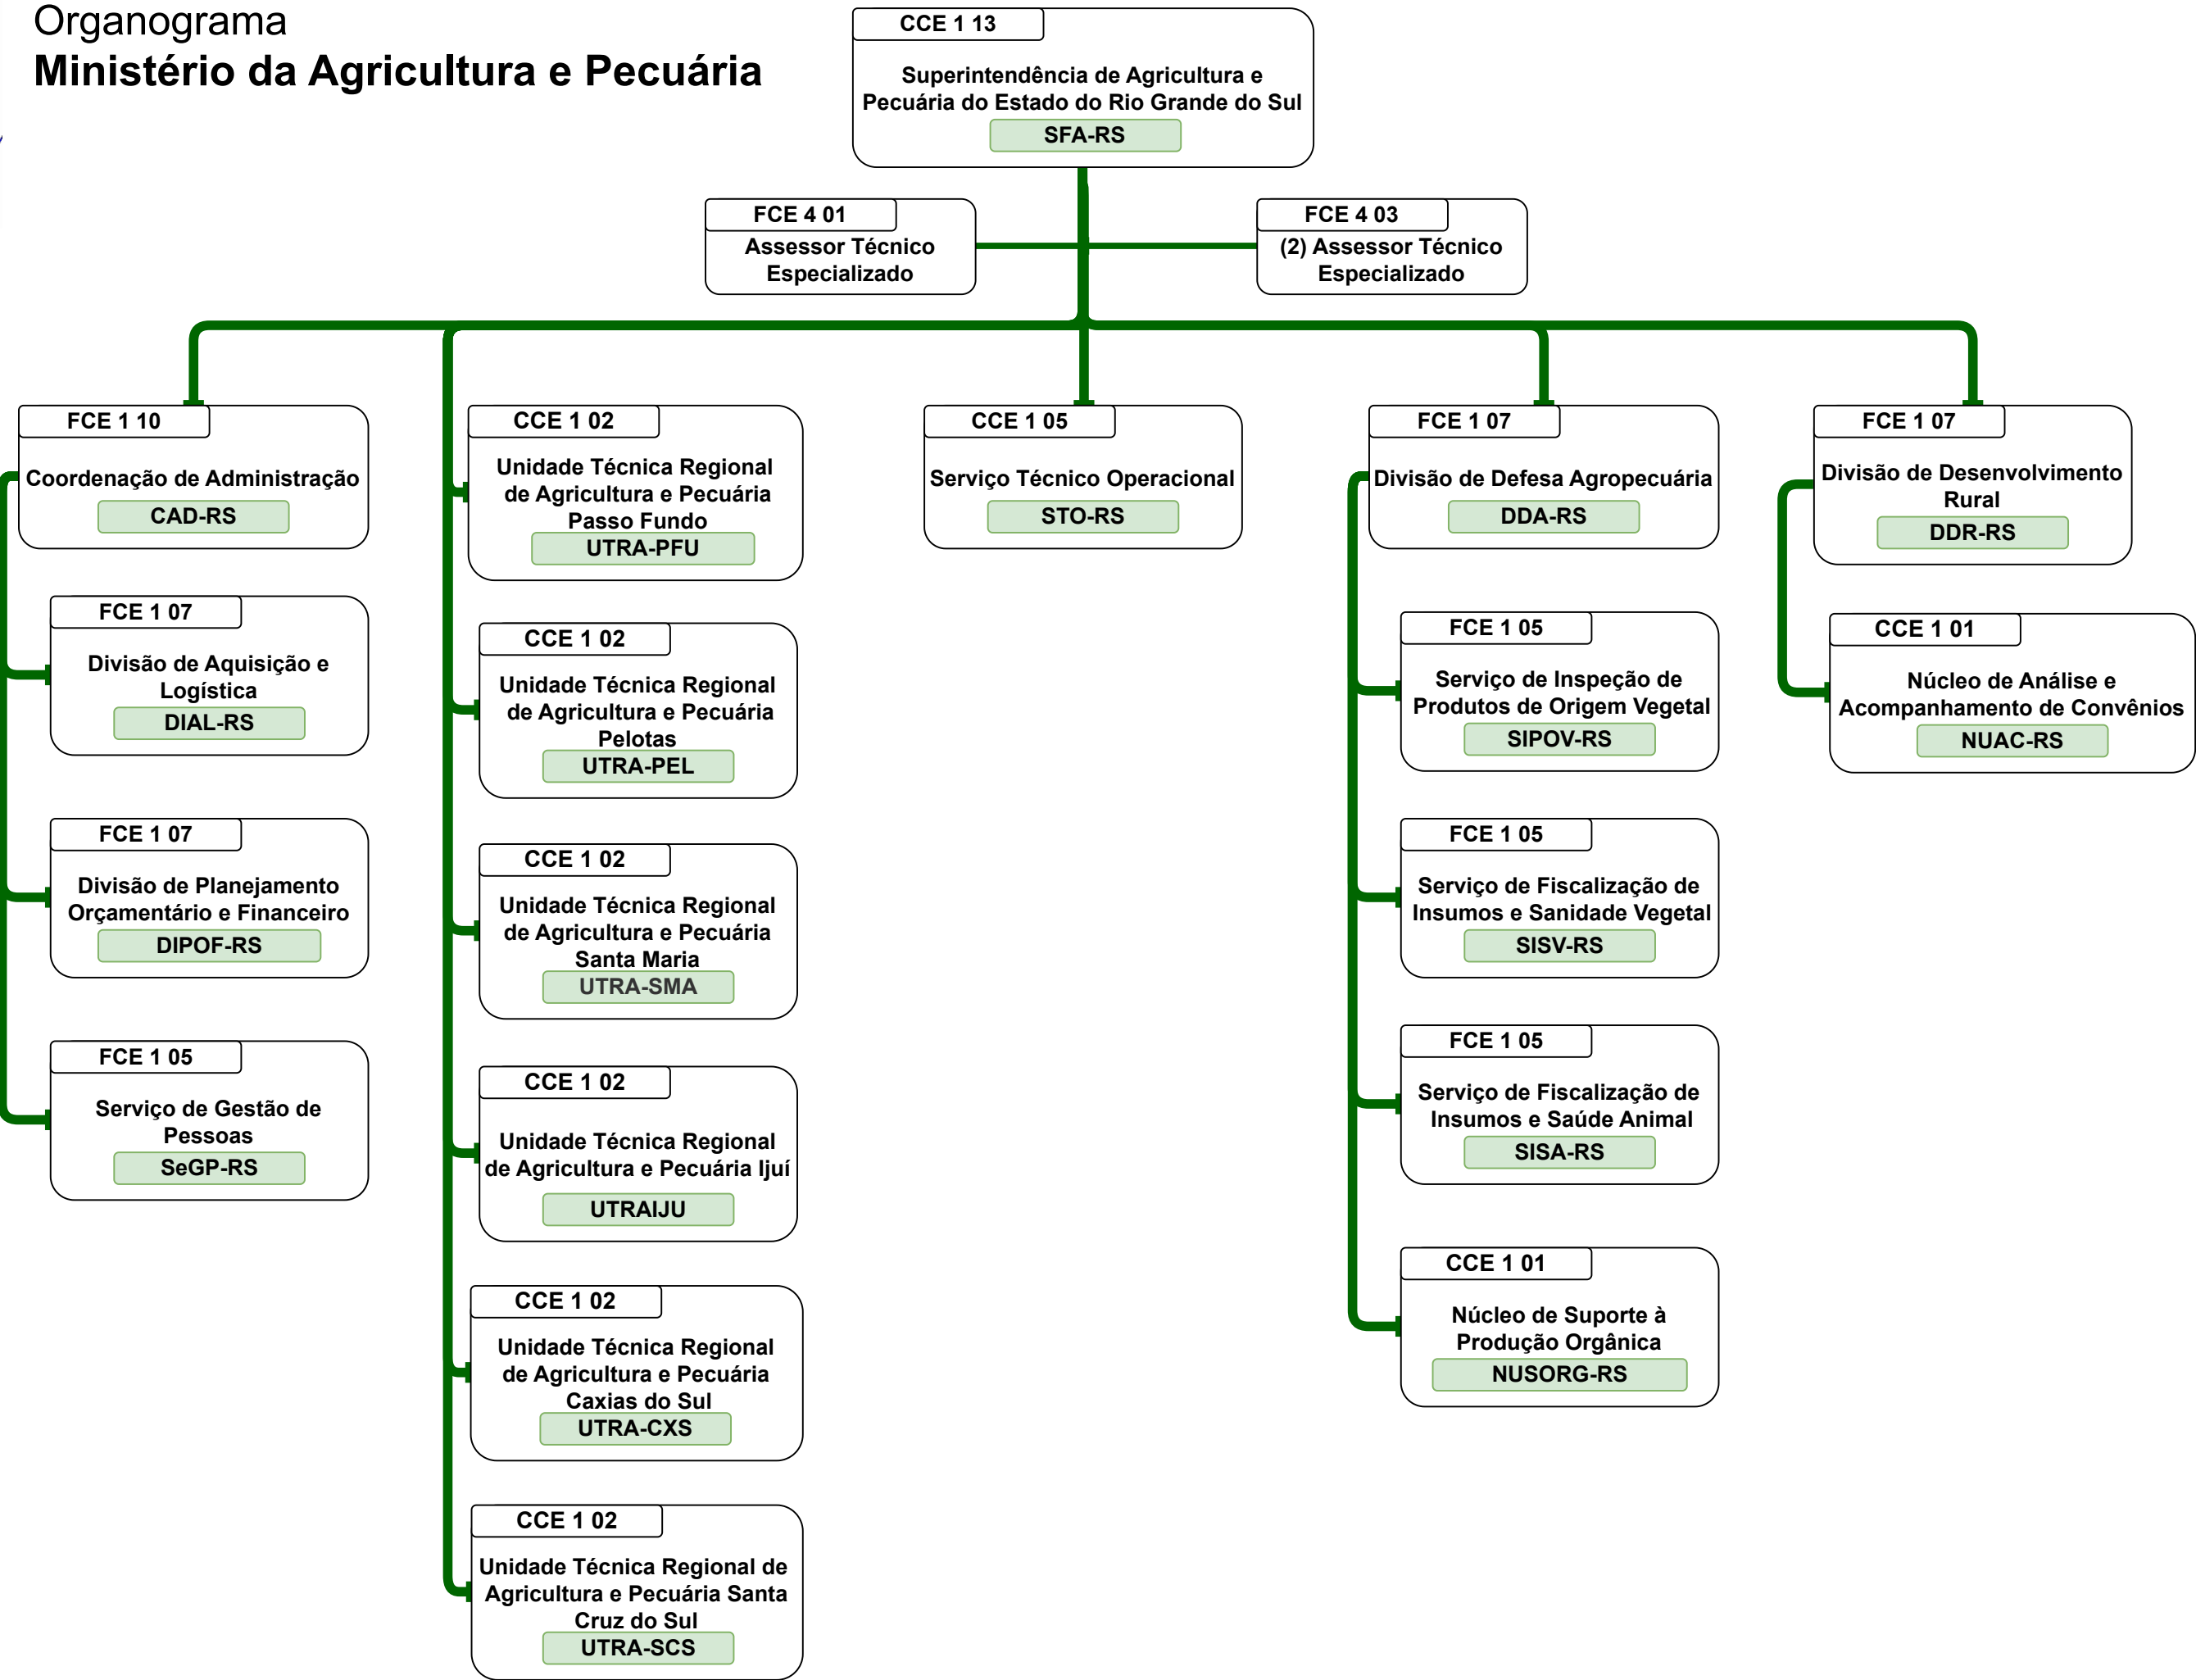 Organograma
Ministério da Agricultura e Pecuária
CCE 1 13
Superintendência de Agricultura e
Pecuária do Estado do Rio Grande do Sul
SFA-RS
FCE 4 01
Assessor Técnico
Especializado
FCE 4 03
(2) Assessor Técnico
Especializado
FCE 1 10
Coordenação de Administração
CAD-RS
FCE 1 07
Divisão de Aquisição e
Logística
DIAL-RS
FCE 1 07
Divisão de Planejamento
Orçamentário e Financeiro
DIPOF-RS
FCE 1 05
Serviço de Gestão de
Pessoas
SeGP-RS
CCE 1 02
Unidade Técnica Regional
de Agricultura e Pecuária
Passo Fundo
UTRA-PFU
CCE 1 02
Unidade Técnica Regional
de Agricultura e Pecuária
Pelotas
UTRA-PEL
CCE 1 02
Unidade Técnica Regional
de Agricultura e Pecuária
Santa Maria
UTRA-SMA
CCE 1 02
Unidade Técnica Regional
de Agricultura e Pecuária Ijuí
UTRAIJU
CCE 1 02
Unidade Técnica Regional
de Agricultura e Pecuária
Caxias do Sul
UTRA-CXS
CCE 1 02
Unidade Técnica Regional de
Agricultura e Pecuária Santa
Cruz do Sul
UTRA-SCS
CCE 1 05
Serviço Técnico Operacional
STO-RS
FCE 1 07
Divisão de Defesa Agropecuária
DDA-RS
FCE 1 05
Serviço de Inspeção de
Produtos de Origem Vegetal
SIPOV-RS
FCE 1 05
Serviço de Fiscalização de
Insumos e Sanidade Vegetal
SISV-RS
FCE 1 05
Serviço de Fiscalização de
Insumos e Saúde Animal
SISA-RS
CCE 1 01
Núcleo de Suporte à
Produção Orgânica
NUSORG-RS
FCE 1 07
Divisão de Desenvolvimento
Rural
DDR-RS
CCE 1 01
Núcleo de Análise e
Acompanhamento de Convênios
NUAC-RS